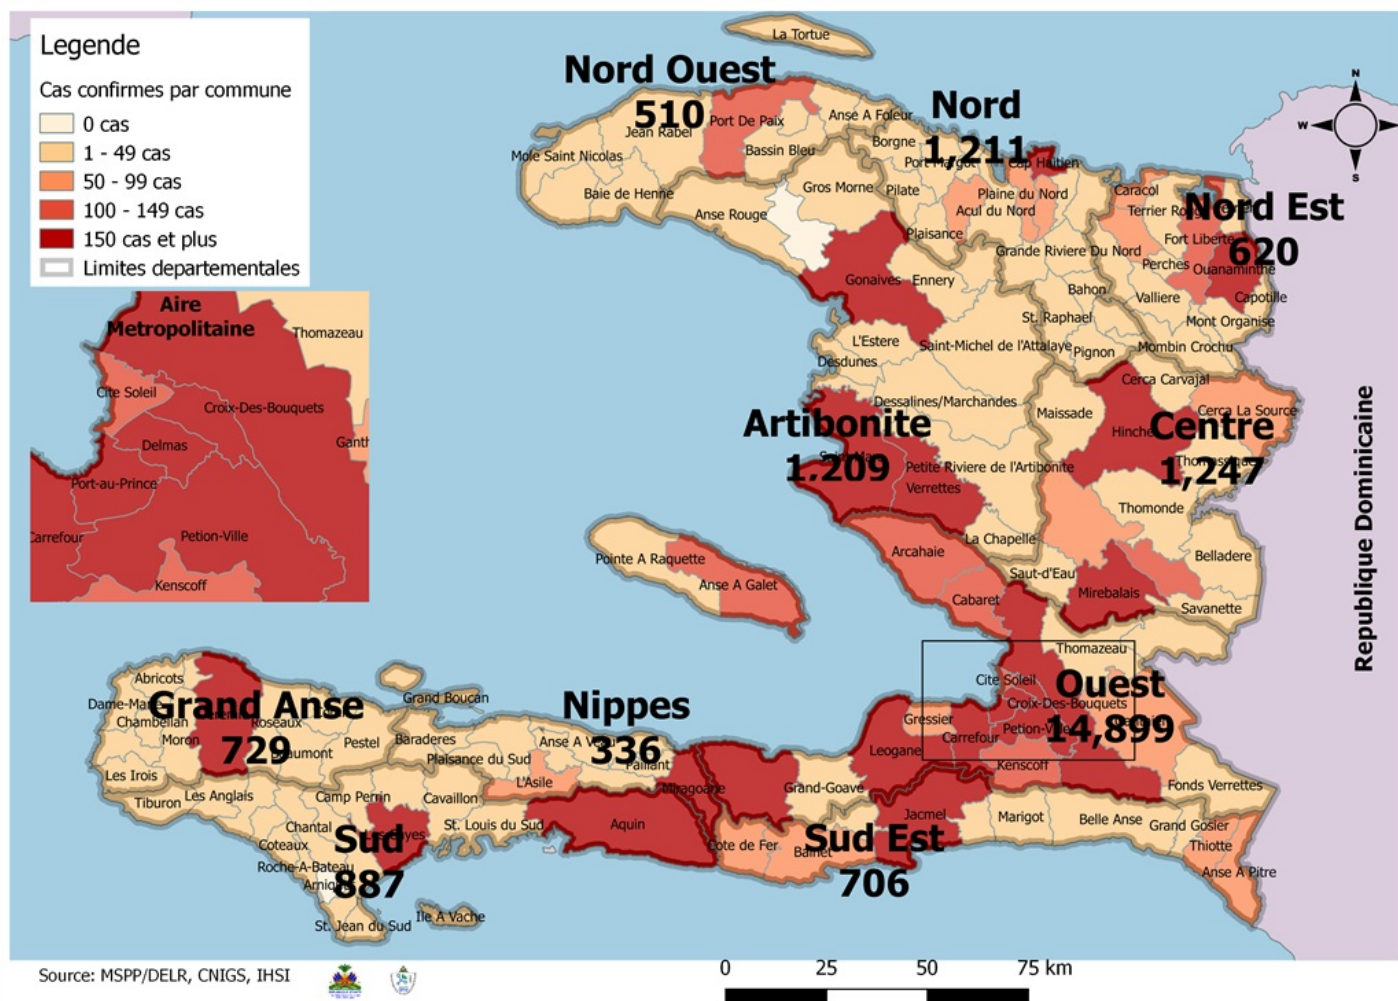 Legende
Cas confirmes par commune
0 cas
1 - 49 cas
50 - 99 cas
100 - 149 cas
150 cas et plus
Limites departementales
Aire
Metropolitaine
Thomazeau
Cite Soleil
Croix-Des-Bouquets
Delmas
Port-au-Prince
Carrefour
Petion-Ville
Kenscoff
La Tortue
Nord Ouest
510
Jean Rabel
Port De Paix
Anse A Foleur
Mole Saint Nicolas
Bassin Bleu
Baie de Henne
Nord
1,211
Borgne
Port Margot
Cap Haitien
Gros Morne
Pilate
Plaine du Nord
Acul du Nord
Anse Rouge
Plaisance
Grande Riviere Du Nord
Caracol
Terrier Rouge
Nord Est
620
Fort Liberte
Perches
Ouanaminthe
Capotille
Valliere
Mont Organise
Mombin Crochu
Bahon
St. Raphael
Pignon
Gonaives
Ennery
L'Estere
Desdunes
Saint-Michel de l'Attalaye
Dessalines/Marchandes
Artibonite
1,209
Petite Riviere de l'Artibonite
Verrettes
La Chapelle
Maissade
Cerca Carvajal
Cerca La Source
Hinche
Centre
1,247
Thomonde
Belladere
Saut-d'Eau
Mirebalais
Savanette
Arcahaie
Cabaret
Pointe A Raquette
Anse A Galet
Thomazeau
Cite Soleil
Croix-Des-Bouquets
Ouest
14,899
Gressier
Carrefour
Petion-Ville
Leogane
Kenscoff
Fonds Verrettes
Grand-Goave
Jacmel
Marigot
Belle Anse
Grand Gosier
Thiotte
Anse A Pitre
Sud Est
706
Cote de Fer
Bainet
Nippes
336
Grand Boucan
Baraderes
Anse A Veau
Paillant
Miragoane
Plaisance du Sud
L'Asile
Grand Anse
729
Abricots
Dame-Marie
Chambellan
Moron
Roseaux
Beaumont
Pestel
Les Irois
Sud
887
Tiburon
Les Anglais
Camp Perrin
Cavaillon
St. Louis du Sud
Aquin
Chantal
Coteaux
Les Cayes
Roche-A-Bateau
St. Jean du Sud
Ile A Vache
Republique Dominicaine
N
W
E
S
Source: MSPP/DELR, CNIGS, IHSI
0 25 50 75 km